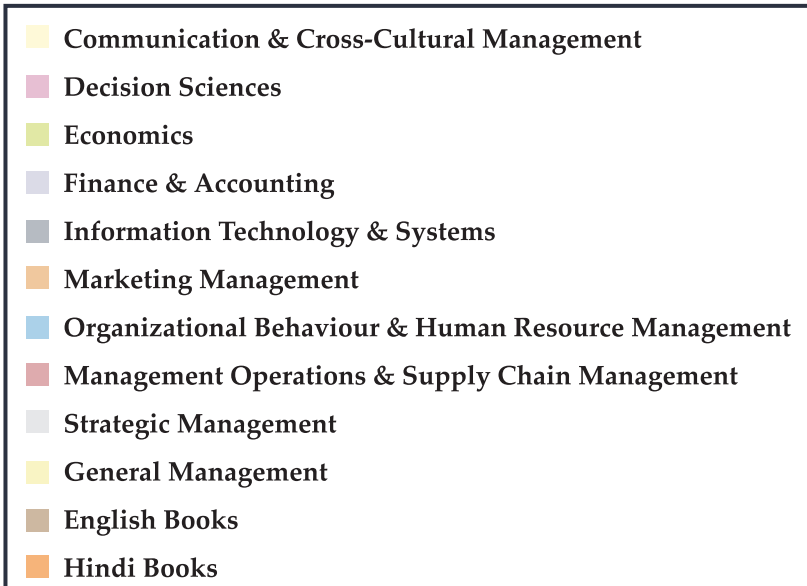 Communication & Cross-Cultural Management
Decision Sciences
Economics
Finance & Accounting
Information Technology & Systems
Marketing Management
Organizational Behaviour & Human Resource Management
Management Operations & Supply Chain Management
Strategic Management
General Management
English Books
Hindi Books